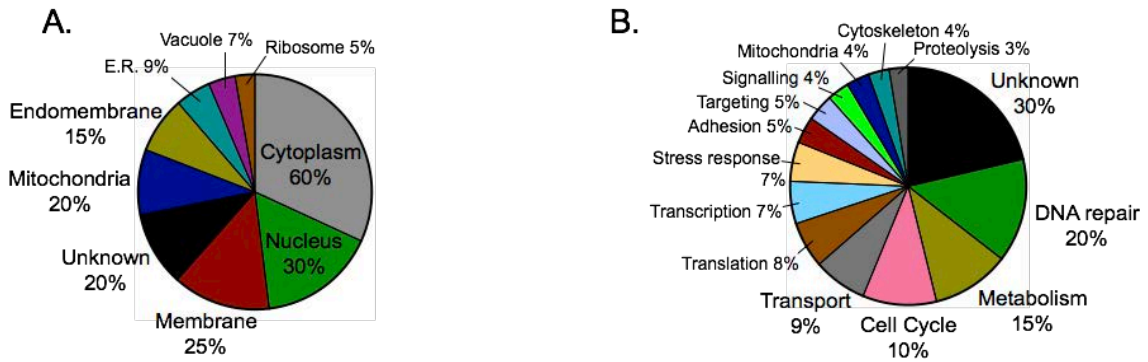 A.
Vacuole 7%
Ribosome 5%
E.R. 9%
Endomembrane
15%
Cytoplasm
60%
Mitochondria
20%
Nucleus
30%
Unknown
20%
Membrane
25%
B.
Cytoskeleton 4%
Mitochondria 4%
Proteolysis 3%
Signalling 4%
Unknown
30%
Targeting 5%
Adhesion 5%
Stress response
7%
Transcription 7%
DNA repair
20%
Translation 8%
Transport
9%
Metabolism
15%
Cell Cycle
10%